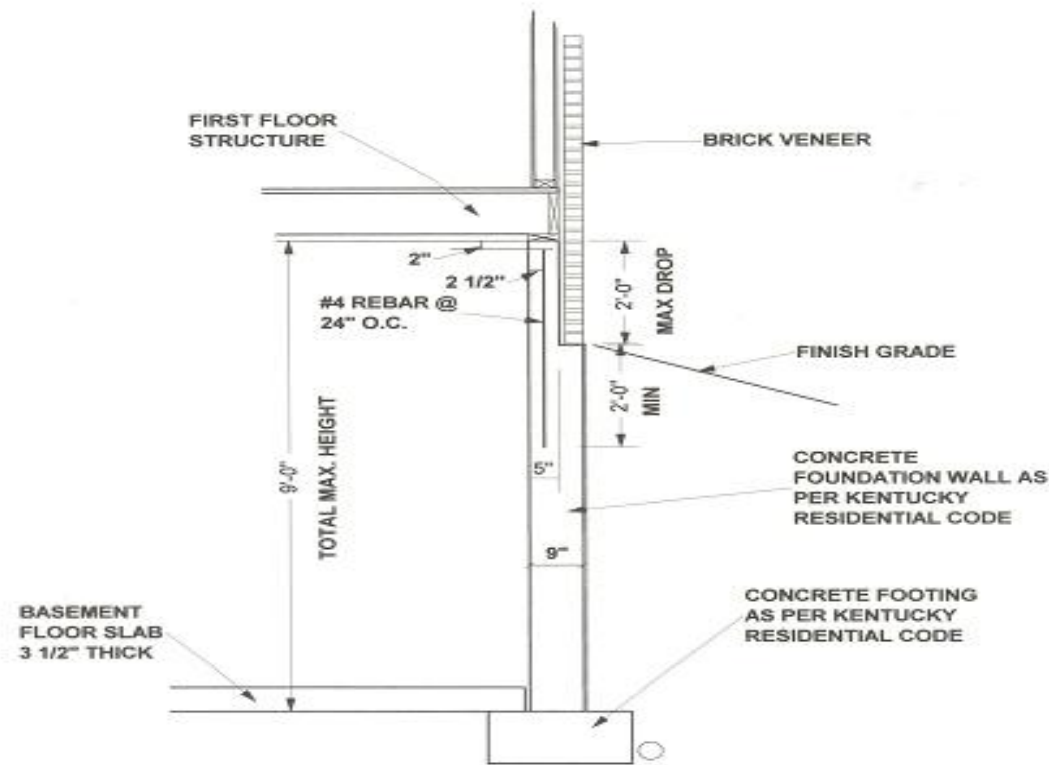 FIRST FLOOR
STRUCTURE
BRICK VENEER
2"
2 1/2"
#4 REBAR @
24" O.C.
2'-0"
MAX DROP
FINISH GRADE
2'-0"
MIN
9'-0"
TOTAL MAX. HEIGHT
5"
CONCRETE
FOUNDATION WALL AS
PER KENTUCKY
RESIDENTIAL CODE
9"
BASEMENT
FLOOR SLAB
3 1/2" THICK
CONCRETE FOOTING
AS PER KENTUCKY
RESIDENTIAL CODE